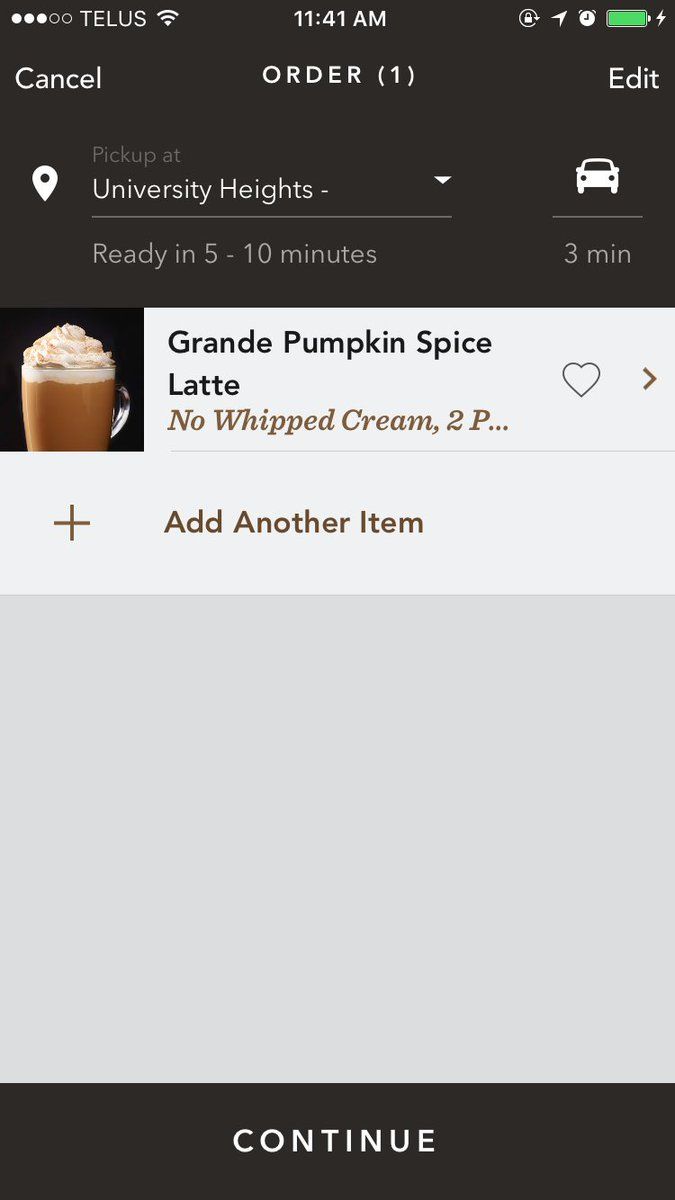 TELUS 11:41 AM
Cancel ORDER (1) Edit
Pickup at
University Heights -
Ready in 5 - 10 minutes 3 min
Grande Pumpkin Spice
Latte
No Whipped Cream, 2 P...
Add Another Item
CONTINUE